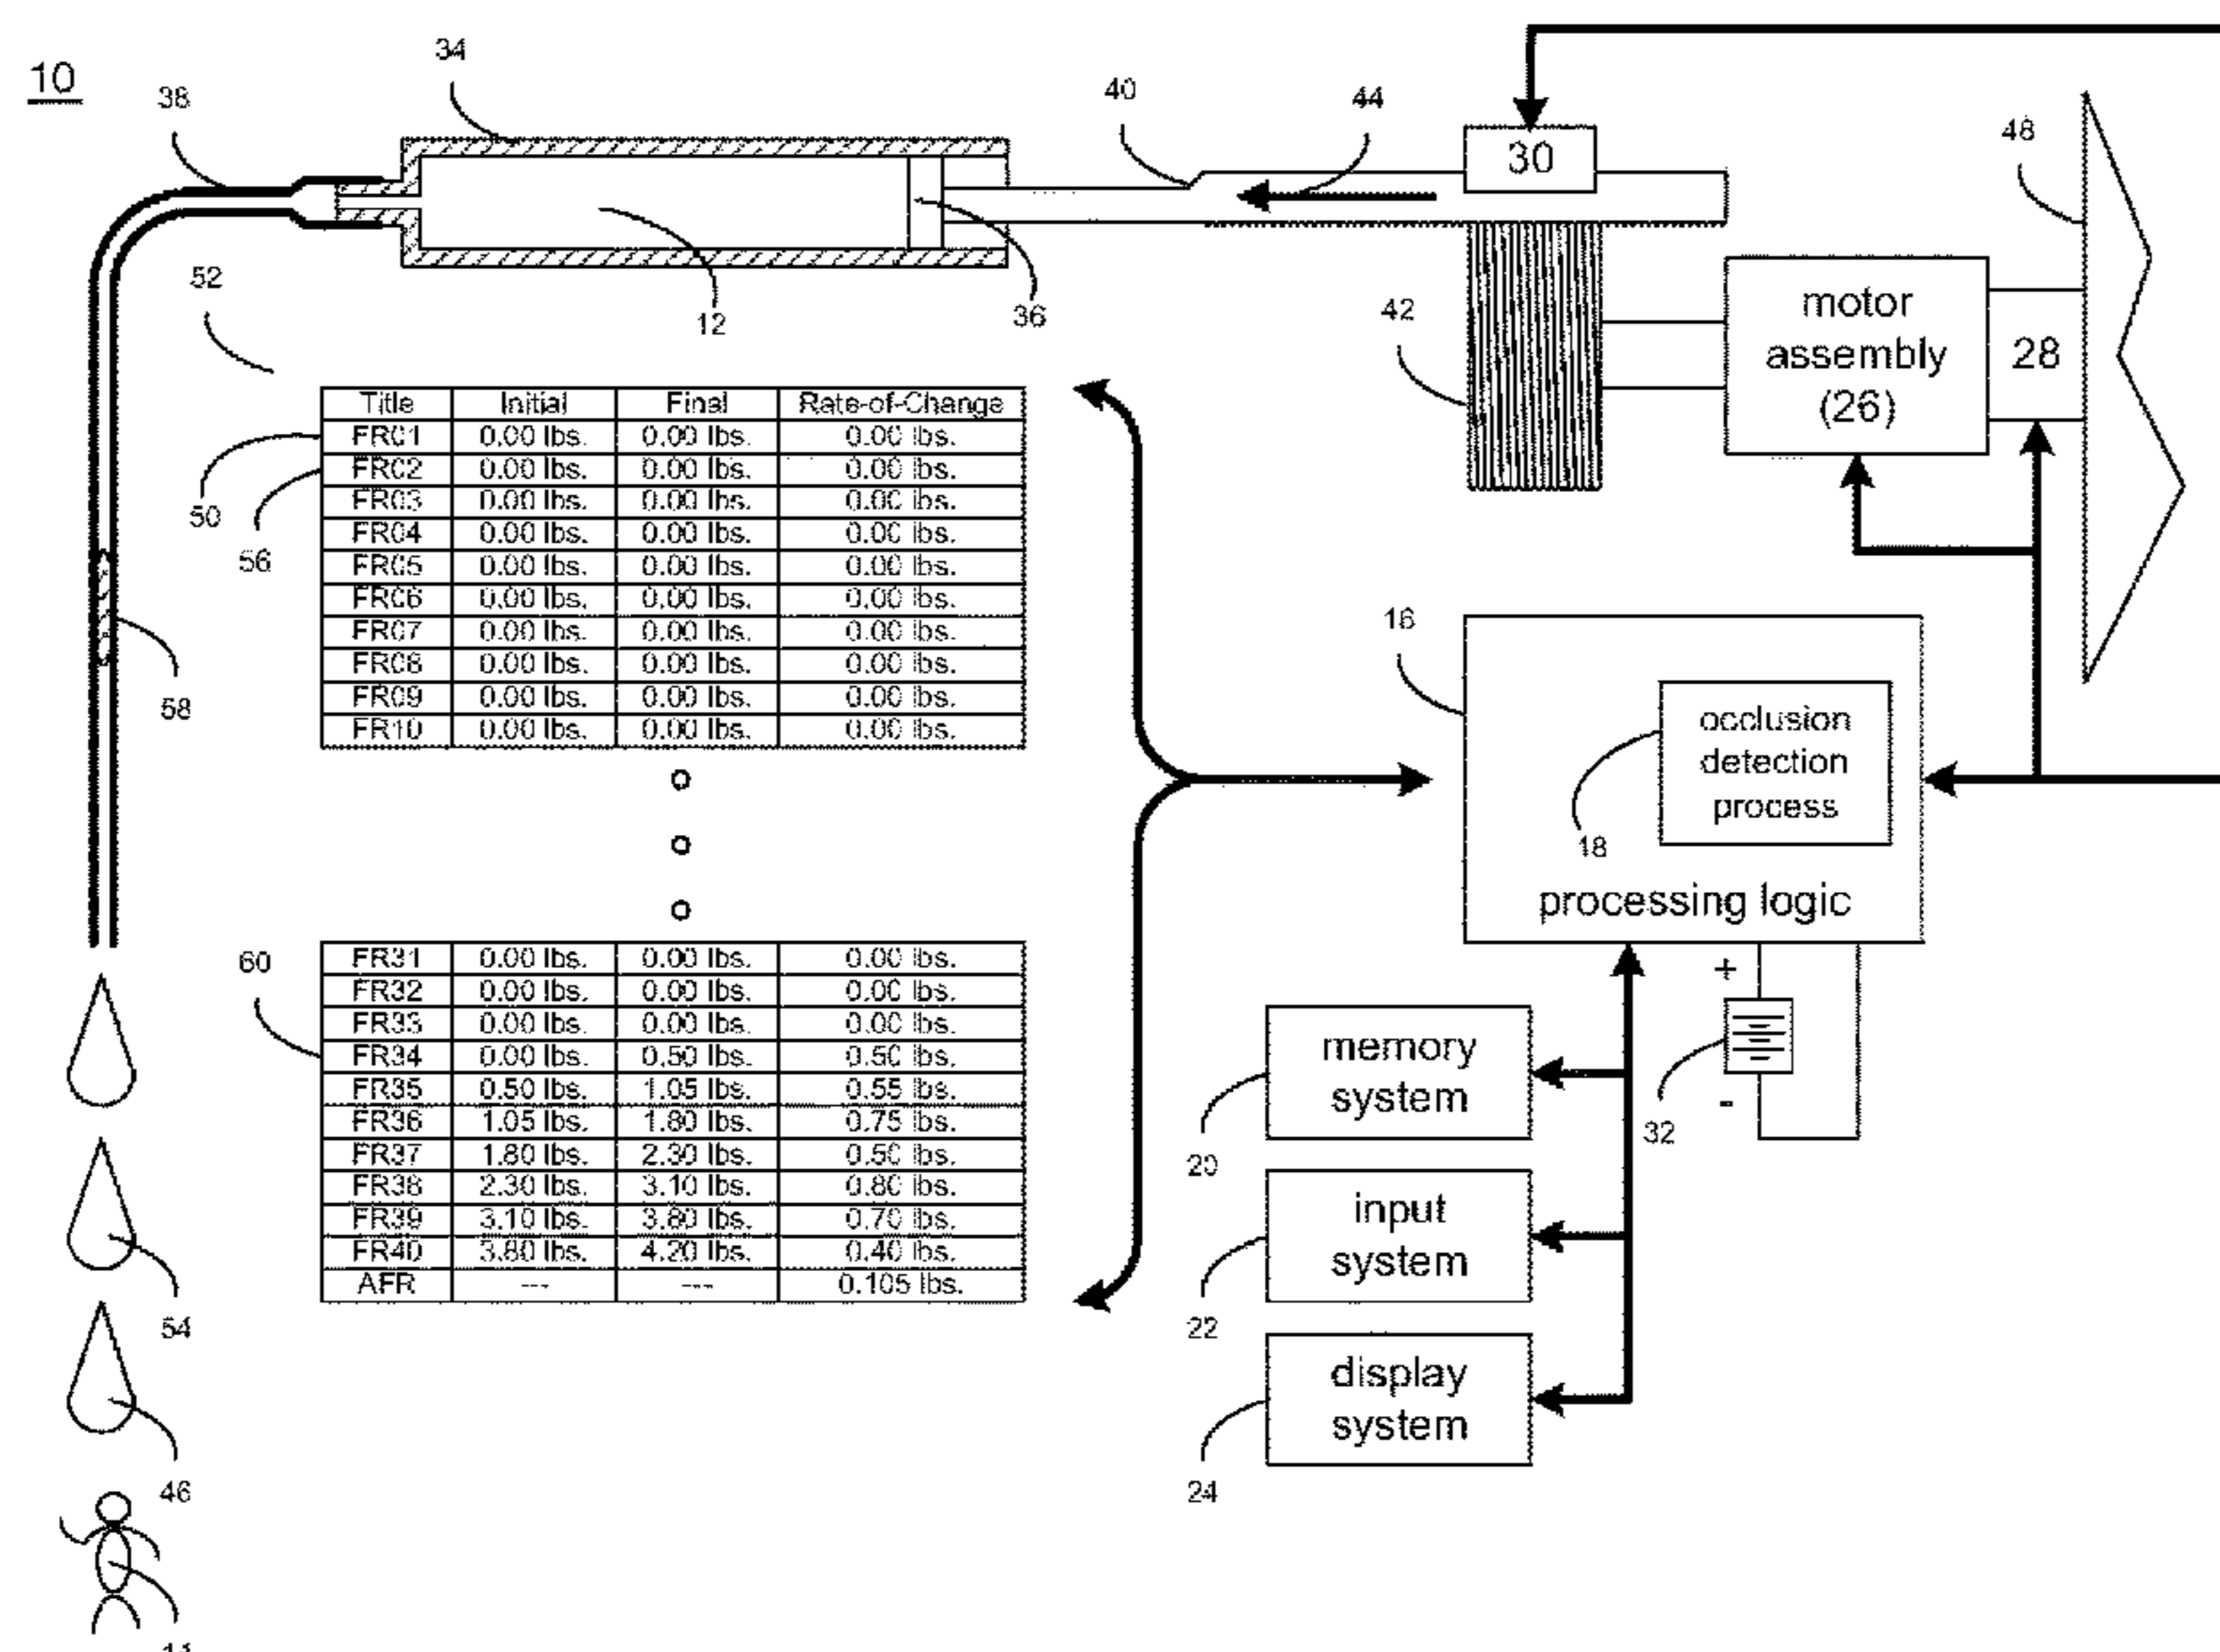 10
34
38
40
44
30
48
52
12
36
42
motor
assembly
(26)
28
Title Initial Final Rate-of-Change
FR01 0.00 lbs. 0.00 lbs. 0.00 lbs.
FR02 0.00 lbs. 0.00 lbs. 0.00 lbs.
FR03 0.00 lbs. 0.00 lbs. 0.00 lbs.
FR04 0.00 lbs. 0.00 lbs. 0.00 lbs.
FR05 0.00 lbs. 0.00 lbs. 0.00 lbs.
FR06 0.00 lbs. 0.00 lbs. 0.00 lbs.
FR07 0.00 lbs. 0.00 lbs. 0.00 lbs.
FR08 0.00 lbs. 0.00 lbs. 0.00 lbs.
FR09 0.00 lbs. 0.00 lbs. 0.00 lbs.
FR10 0.00 lbs. 0.00 lbs. 0.00 lbs.
50
56
58
16
occlusion
detection
process
18
processing logic
60
FR31 0.00 lbs. 0.00 lbs. 0.00 lbs.
FR32 0.00 lbs. 0.00 lbs. 0.00 lbs.
FR33 0.00 lbs. 0.00 lbs. 0.00 lbs.
FR34 0.00 lbs. 0.50 lbs. 0.50 lbs.
FR35 0.50 lbs. 1.05 lbs. 0.55 lbs.
FR36 1.05 lbs. 1.80 lbs. 0.75 lbs.
FR37 1.80 lbs. 2.30 lbs. 0.50 lbs.
FR38 2.30 lbs. 3.10 lbs. 0.80 lbs.
FR39 3.10 lbs. 3.80 lbs. 0.70 lbs.
FR40 3.80 lbs. 4.20 lbs. 0.40 lbs.
AFR --- --- 0.105 lbs.
+
-
32
memory
system
20
input
system
22
display
system
24
54
46